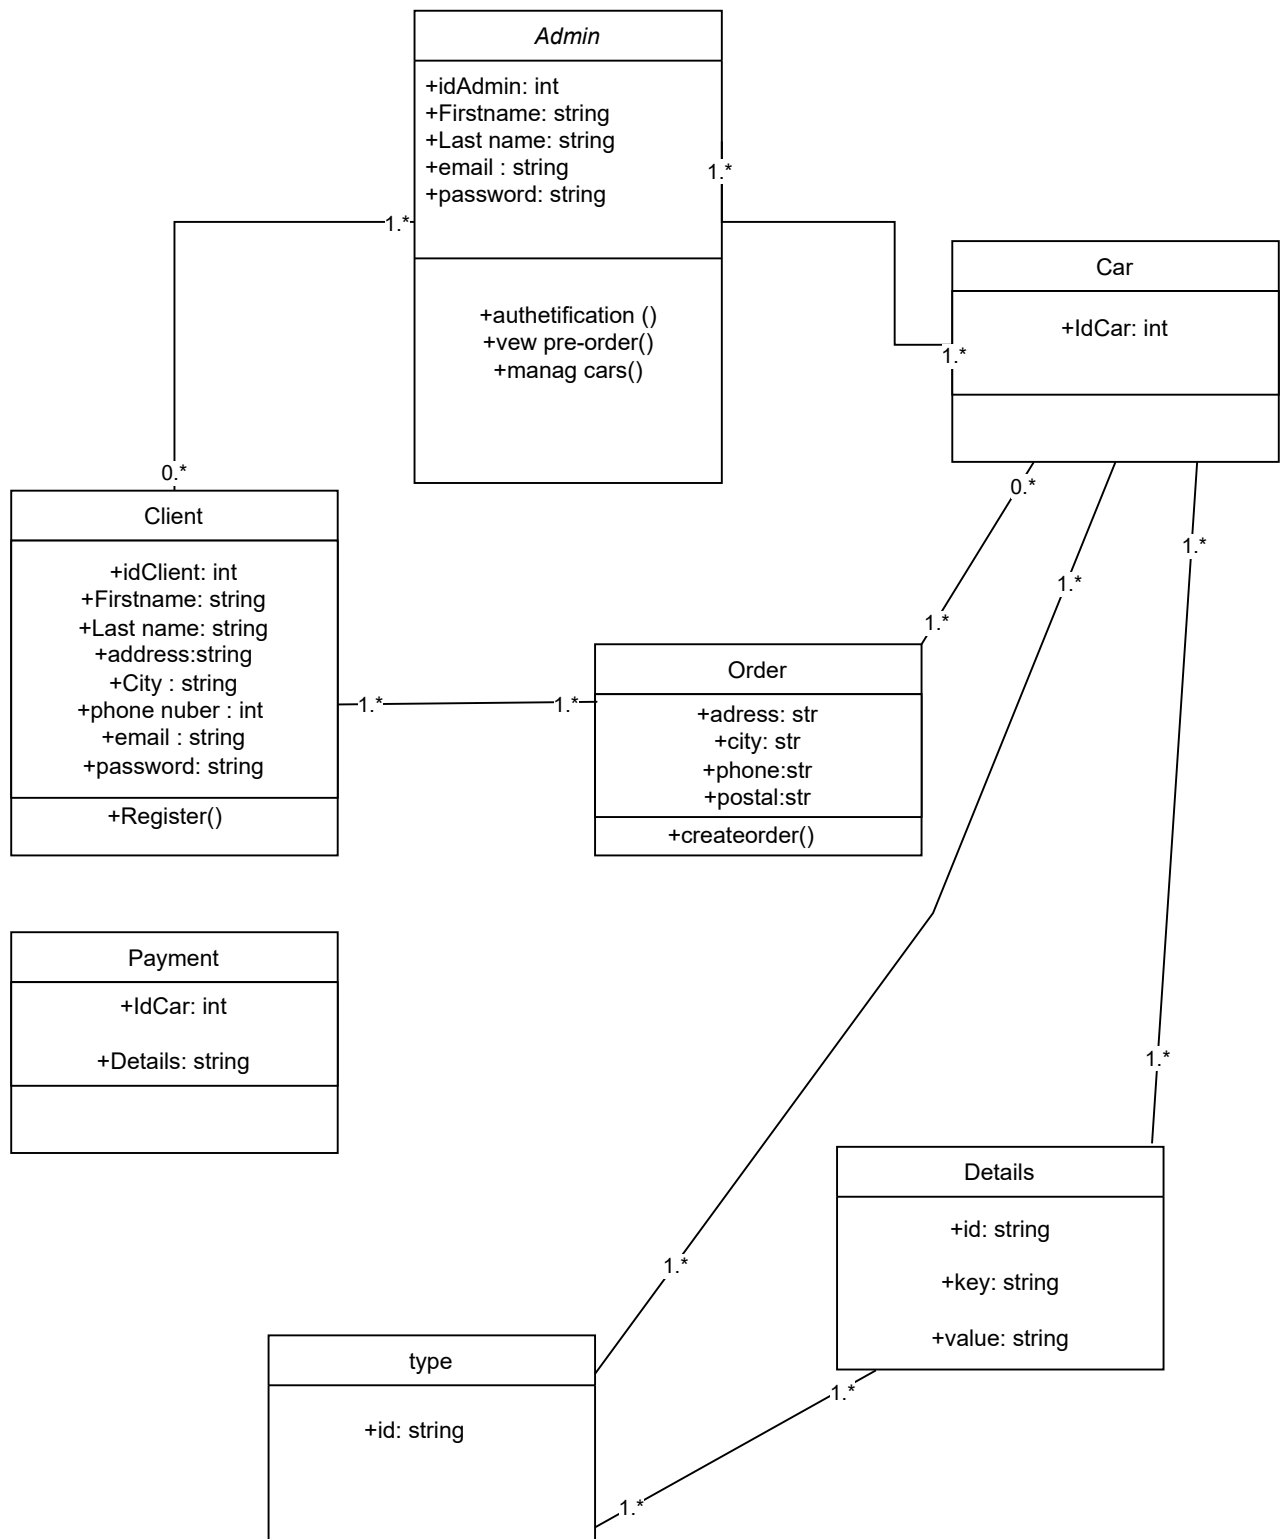 Admin
+idAdmin: int
+Firstname: string
+Last name: string
+email : string
+password: string
+authetification ()
+vew pre-order()
+manag cars()
1.*
1.*
0.*
Car
+IdCar: int
1.*
Client
+idClient: int
+Firstname: string
+Last name: string
+address:string
+City : string
+phone nuber : int
+email : string
+password: string
+Register()
0.*
1.*
1.*
1.*
1.*
1.*
Order
+adress: str
+city: str
+phone:str
+postal:str
+createorder()
Payment
+IdCar: int
+Details: string
1.*
Details
+id: string
+key: string
+value: string
1.*
type
+id: string
1.*
1.*